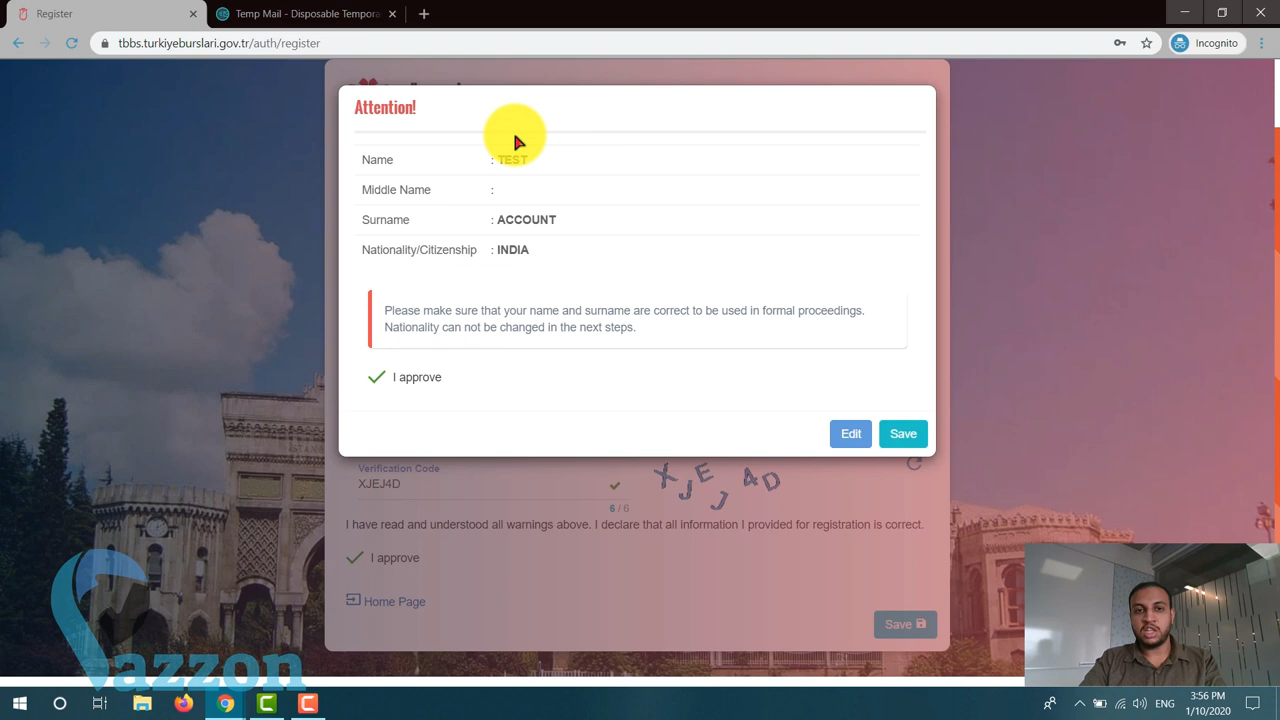 Register
Temp Mail - Disposable Tempora
tbbs.turkiyeburslari.gov.tr/auth/register
Incognito
Attention!
Name : TEST
Middle Name :
Surname : ACCOUNT
Nationality/Citizenship : INDIA
Please make sure that your name and surname are correct to be used in formal proceedings.
Nationality can not be changed in the next steps.
I approve
Edit
Save
Verification Code
XJEJ4D
XJEJ4D
6 / 6
I have read and understood all warnings above. I declare that all information I provided for registration is correct.
I approve
Home Page
Save
azzon
ENG
3:56 PM
1/10/2020